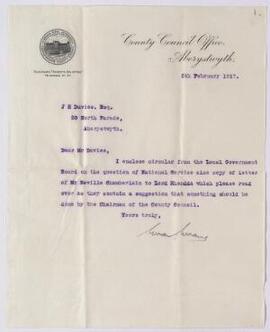 County Council Office,
Aberystwyth.
5th February 1917.
J H Davies, Esq.
20 North Parade,
Aberystwyth.
Dear Mr Davies,
I enclose circular from the Local Government
Board on the question of National Service also copy of letter
of Mr Neville Chamberlain to Lord Rhondda which please read
over as they contain a suggestion that something should be
done by the Chairman of the County Council.
Yours truly,